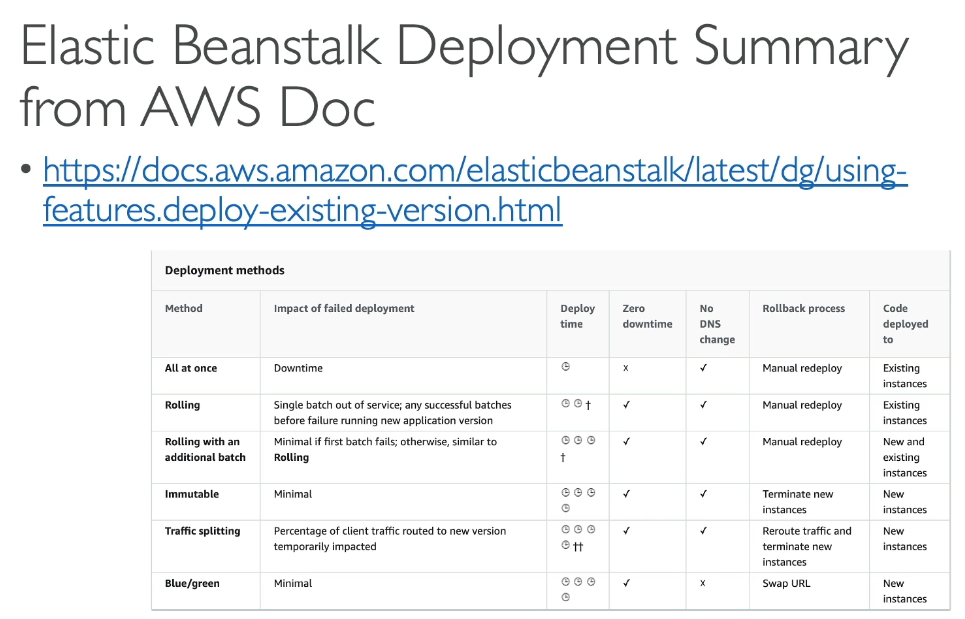 Elastic Beanstalk Deployment Summary
from AWS Doc
• https://docs.aws.amazon.com/elasticbeanstalk/latest/dg/using-
features.deploy-existing-version.html
Deployment methods
Method Impact of failed deployment Deploy time Zero downtime No DNS change Rollback process Code deployed to
All at once Downtime ◷ x ✓ Manual redeploy Existing instances
Rolling Single batch out of service; any successful batches before failure running new application version ◷ ◷ † ✓ ✓ Manual redeploy Existing instances
Rolling with an additional batch Minimal if first batch fails; otherwise, similar to Rolling ◷ ◷ ◷ † ✓ ✓ Manual redeploy New and existing instances
Immutable Minimal ◷ ◷ ◷ ◷ ✓ ✓ Terminate new instances New instances
Traffic splitting Percentage of client traffic routed to new version temporarily impacted ◷ ◷ ◷ ◷ †† ✓ ✓ Reroute traffic and terminate new instances New instances
Blue/green Minimal ◷ ◷ ◷ ◷ ✓ x Swap URL New instances